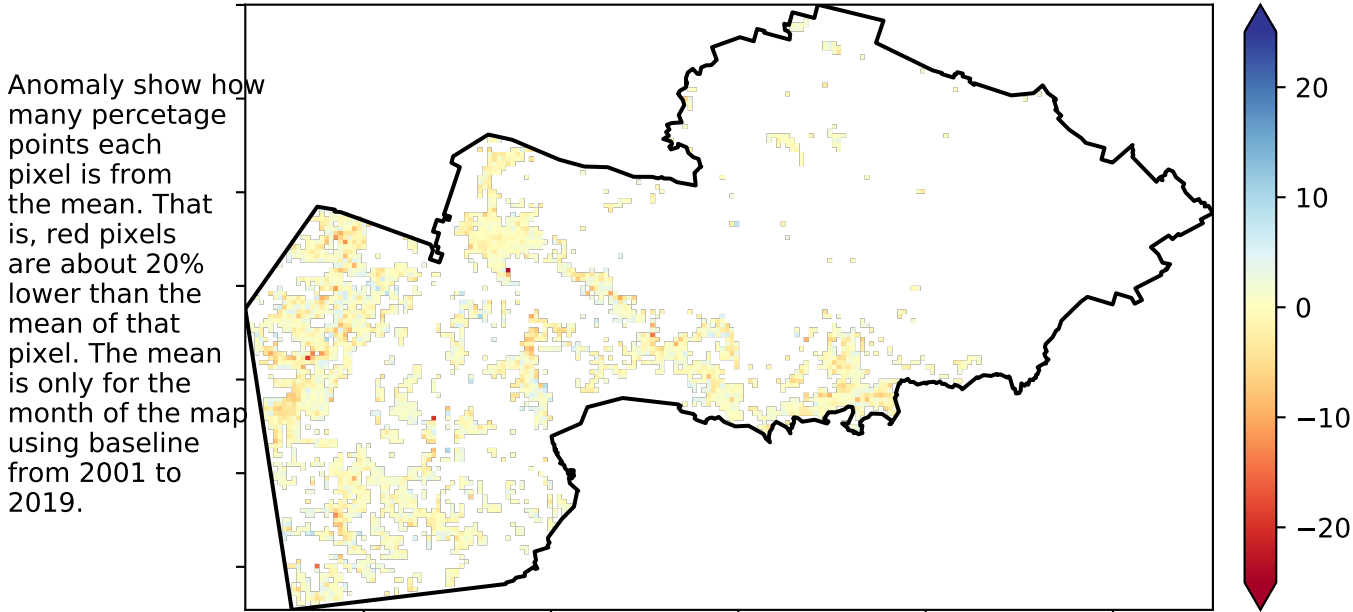 Anomaly show how
many percetage
points each
pixel is from
the mean. That
is, red pixels
are about 20%
lower than the
mean of that
pixel. The mean
is only for the
month of the map
using baseline
from 2001 to
2019.
20
10
0
−10
−20